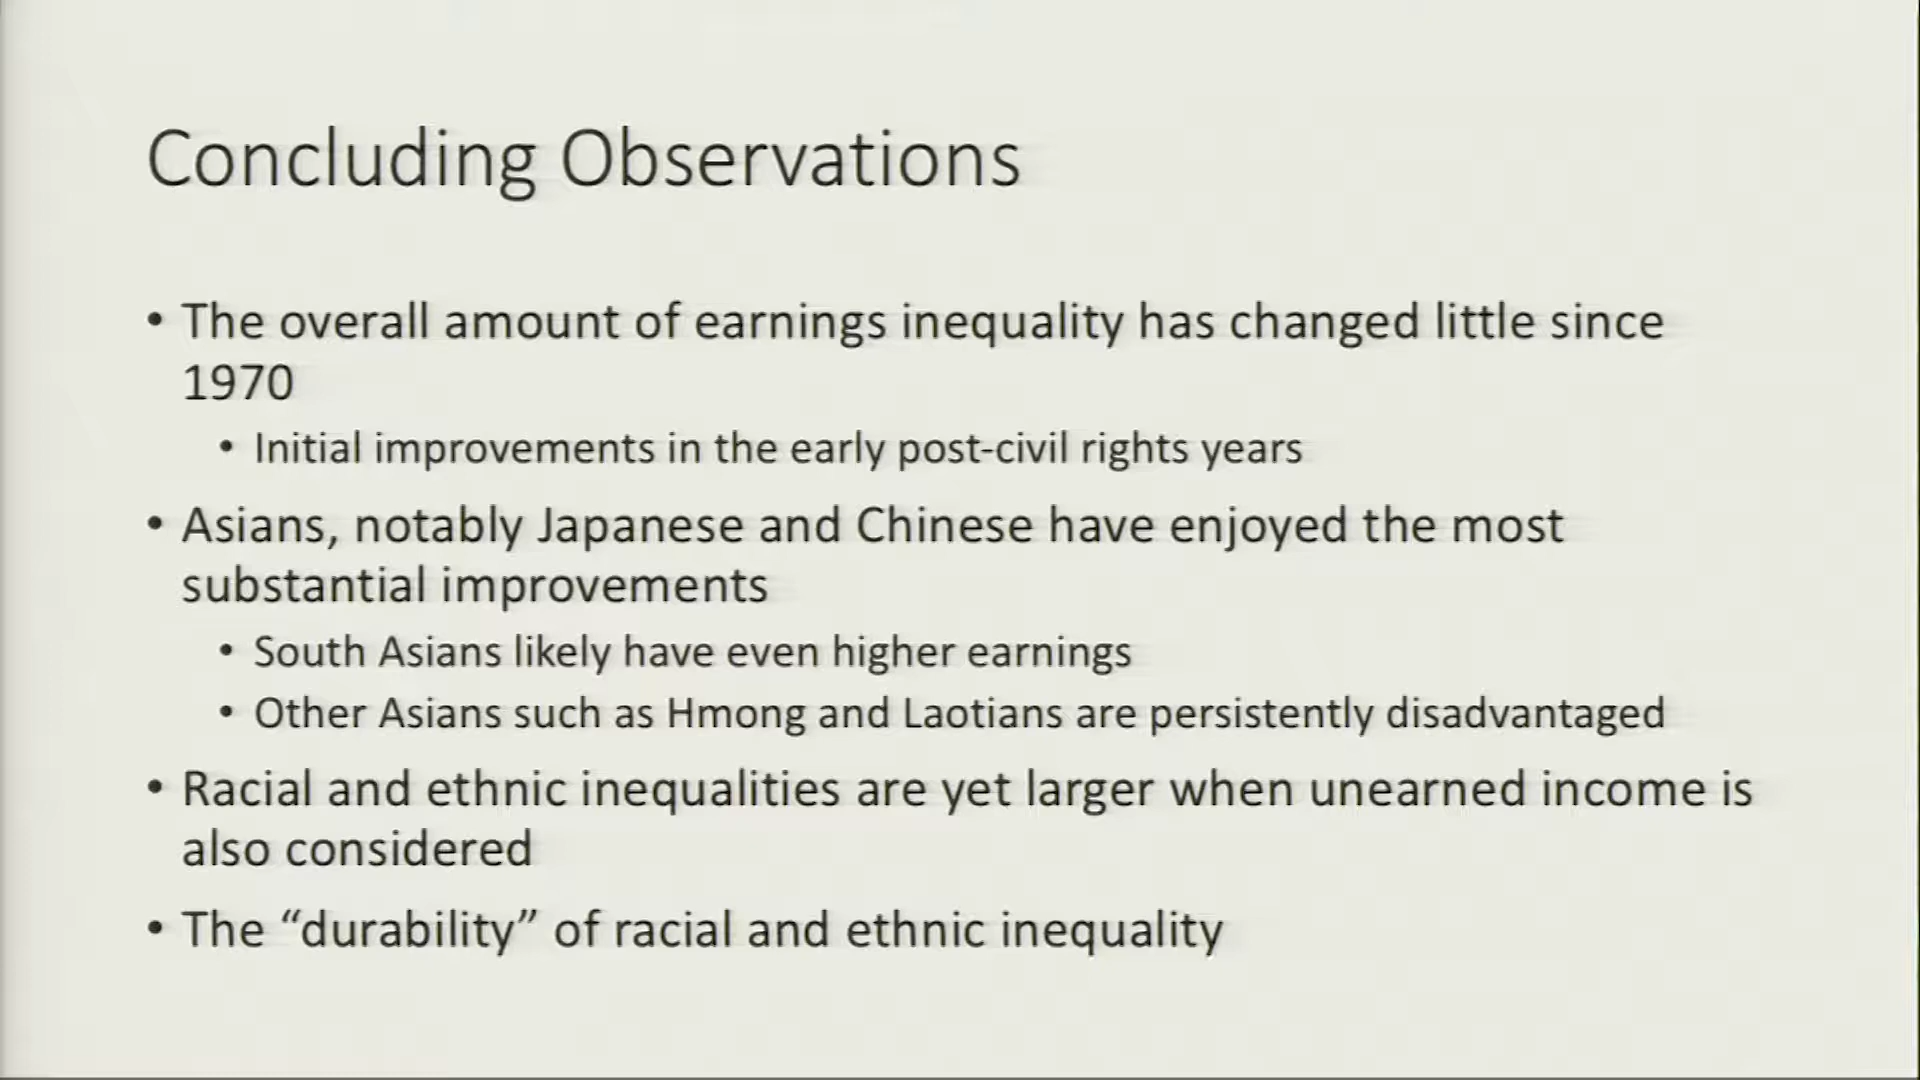 Concluding Observations
• The overall amount of earnings inequality has changed little since
1970
• Initial improvements in the early post-civil rights years
• Asians, notably Japanese and Chinese have enjoyed the most
substantial improvements
• South Asians likely have even higher earnings
• Other Asians such as Hmong and Laotians are persistently disadvantaged
• Racial and ethnic inequalities are yet larger when unearned income is
also considered
• The “durability” of racial and ethnic inequality